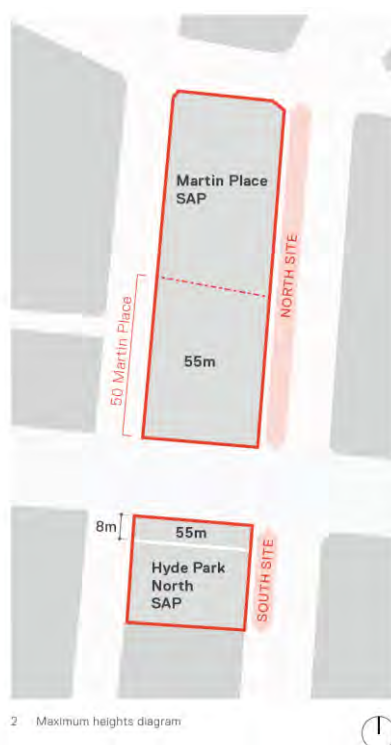 Martin Place
SAP
NORTH SITE
50 Martin Place
55m
8m
55m
Hyde Park
North
SAP
SOUTH SITE
2 Maximum heights diagram